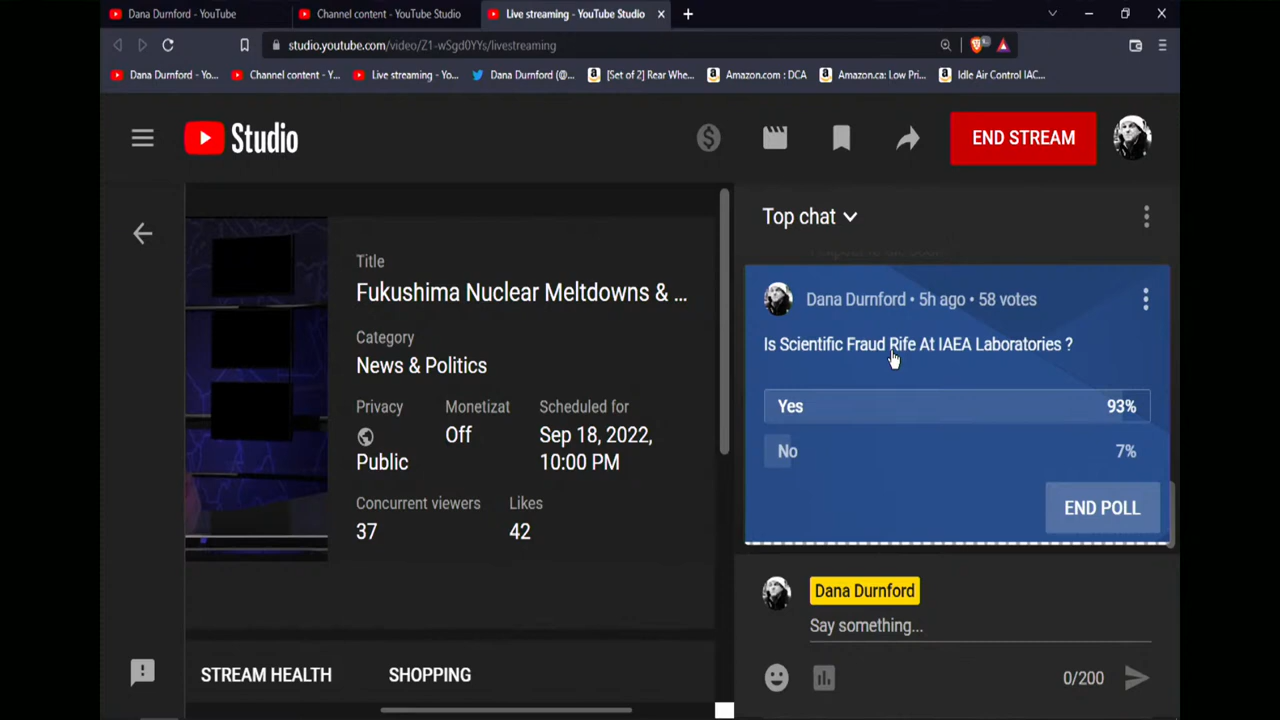 Dana Durnford - YouTube
Channel content - YouTube Studio
Live streaming - YouTube Studio
studio.youtube.com/video/Z1-wSgd0YYs/livestreaming
Dana Durnford - Yo...
Channel content - Y...
Live streaming - Yo...
Dana Durnford (@...
[Set of 2] Rear Whe...
Amazon.com : DCA
Amazon.ca: Low Pri...
Idle Air Control IAC...
Studio
END STREAM
Title
Fukushima Nuclear Meltdowns & ...
Category
News & Politics
Privacy
Monetizat
Scheduled for
Public
Off
Sep 18, 2022,
10:00 PM
Concurrent viewers
Likes
37
42
STREAM HEALTH
SHOPPING
Top chat
Dana Durnford • 5h ago • 58 votes
Is Scientific Fraud Rife At IAEA Laboratories ?
Yes 93%
No 7%
END POLL
Dana Durnford
Say something...
0/200